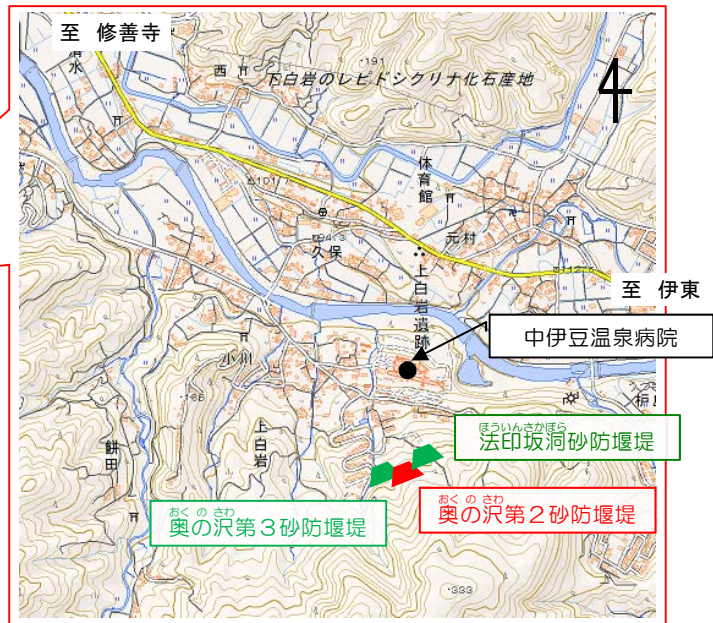 至 修善寺
清水
西
・191
下白岩のレピドシクリナ化石産地
体育館
元村
久保
上白岩遺跡
至 伊東
中伊豆温泉病院
小川
上白岩
餅田
ほういんさかぼら
法印坂洞砂防堰堤
おく の さわ
奥の沢第２砂防堰堤
おく の さわ
奥の沢第３砂防堰堤
・333